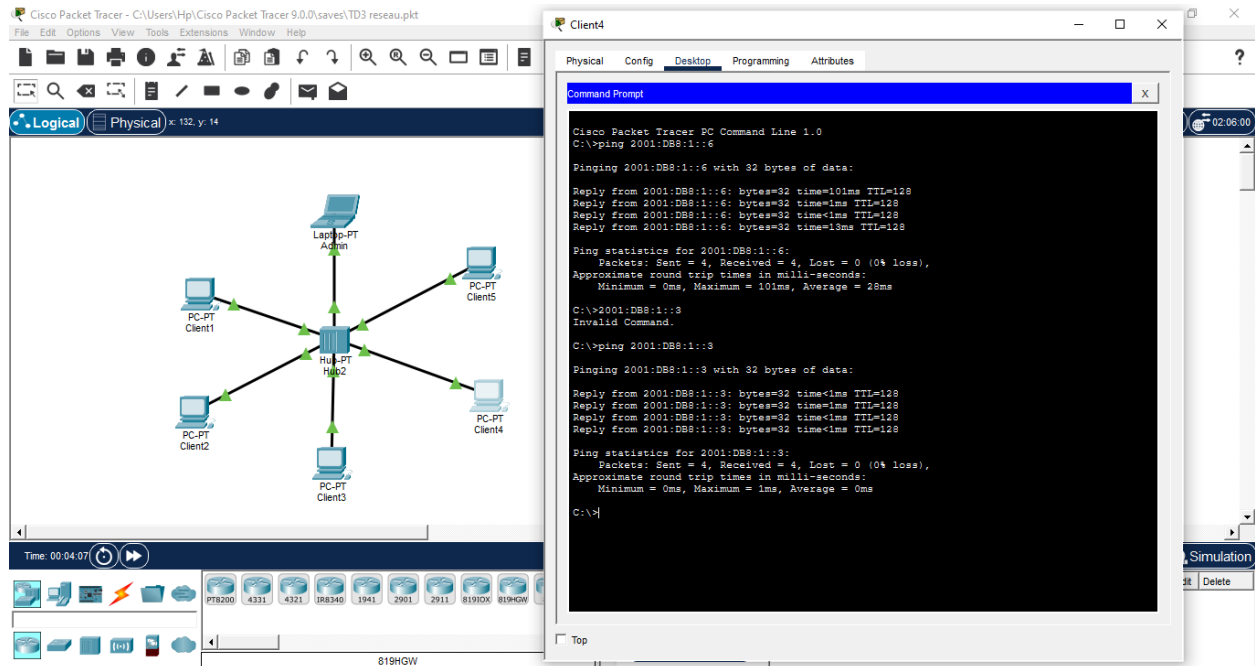 Cisco Packet Tracer - C:\Users\Hp\Cisco Packet Tracer 9.0.0\saves\TD3 reseau.pkt
File Edit Options View Tools Extensions Window Help
?
Logical Physical x: 132, y: 14
02:06:00
Laptop-PT
Admin
PC-PT
Client5
PC-PT
Client1
Hub-PT
Hub2
PC-PT
Client4
PC-PT
Client2
PC-PT
Client3
Time: 00:04:07
Simulation
PT8200 4331 4321 IR8340 1941 2901 2911 819IOX 819HGW
Delete
819HGW
Client4
Physical Config Desktop Programming Attributes
Command Prompt X
Cisco Packet Tracer PC Command Line 1.0
C:\>ping 2001:DB8:1::6
Pinging 2001:DB8:1::6 with 32 bytes of data:
Reply from 2001:DB8:1::6: bytes=32 time=101ms TTL=128
Reply from 2001:DB8:1::6: bytes=32 time=1ms TTL=128
Reply from 2001:DB8:1::6: bytes=32 time<1ms TTL=128
Reply from 2001:DB8:1::6: bytes=32 time=13ms TTL=128
Ping statistics for 2001:DB8:1::6:
Packets: Sent = 4, Received = 4, Lost = 0 (0% loss),
Approximate round trip times in milli-seconds:
Minimum = 0ms, Maximum = 101ms, Average = 28ms
C:\>2001:DB8:1::3
Invalid Command.
C:\>ping 2001:DB8:1::3
Pinging 2001:DB8:1::3 with 32 bytes of data:
Reply from 2001:DB8:1::3: bytes=32 time<1ms TTL=128
Reply from 2001:DB8:1::3: bytes=32 time=1ms TTL=128
Reply from 2001:DB8:1::3: bytes=32 time<1ms TTL=128
Reply from 2001:DB8:1::3: bytes=32 time<1ms TTL=128
Ping statistics for 2001:DB8:1::3:
Packets: Sent = 4, Received = 4, Lost = 0 (0% loss),
Approximate round trip times in milli-seconds:
Minimum = 0ms, Maximum = 1ms, Average = 0ms
C:\>
Top